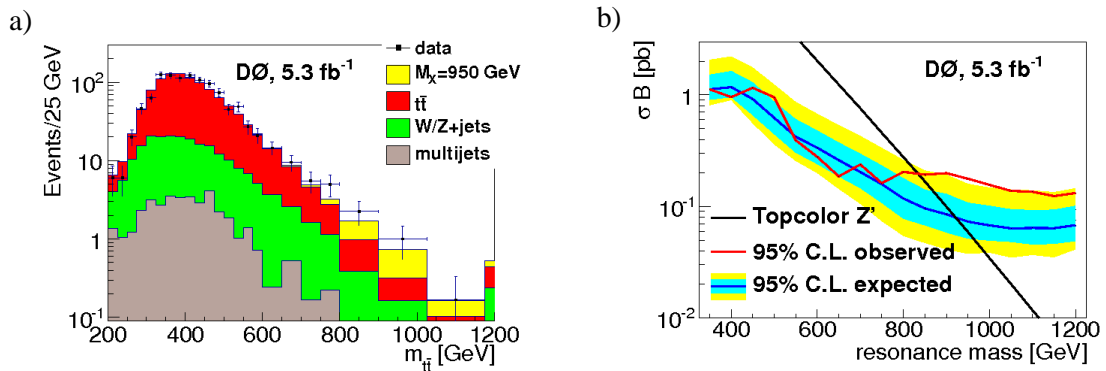 a)
Events/25 GeV
10²
10
1
10⁻¹
200 400 600 800 1000 1200
m_tt̄ [GeV]
DØ, 5.3 fb⁻¹
data
Mₓ=950 GeV
tt̄
W/Z+jets
multijets
b)
σ B [pb]
1
10⁻¹
10⁻²
400 600 800 1000 1200
resonance mass [GeV]
DØ, 5.3 fb⁻¹
Topcolor Z'
95% C.L. observed
95% C.L. expected